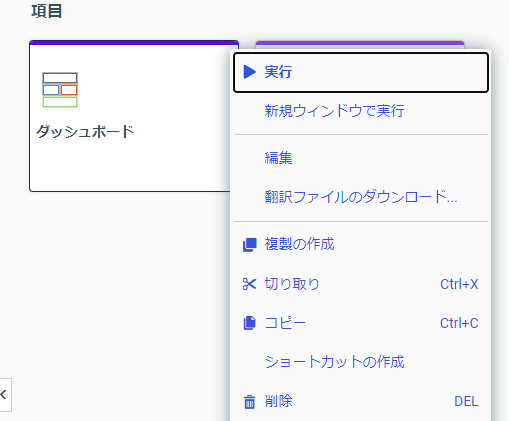 項目
ダッシュボード
実行
新規ウィンドウで実行
編集
翻訳ファイルのダウンロード...
複製の作成
切り取り Ctrl+X
コピー Ctrl+C
ショートカットの作成
削除 DEL